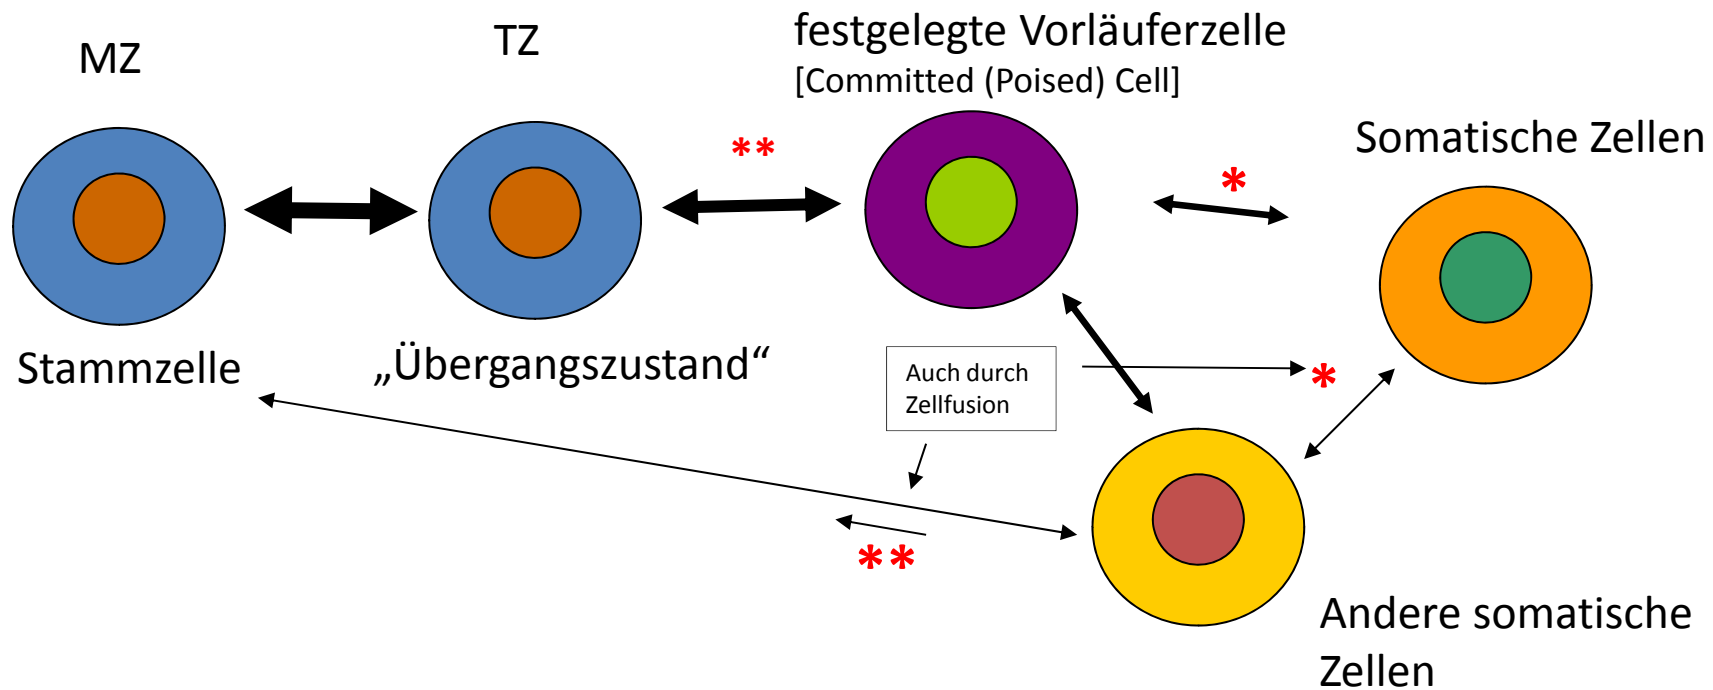 MZ
TZ
festgelegte Vorläuferzelle
[Committed (Poised) Cell]
**
*
Somatische Zellen
Stammzelle
„Übergangszustand“
Auch durch
Zellfusion
*
**
Andere somatische
Zellen